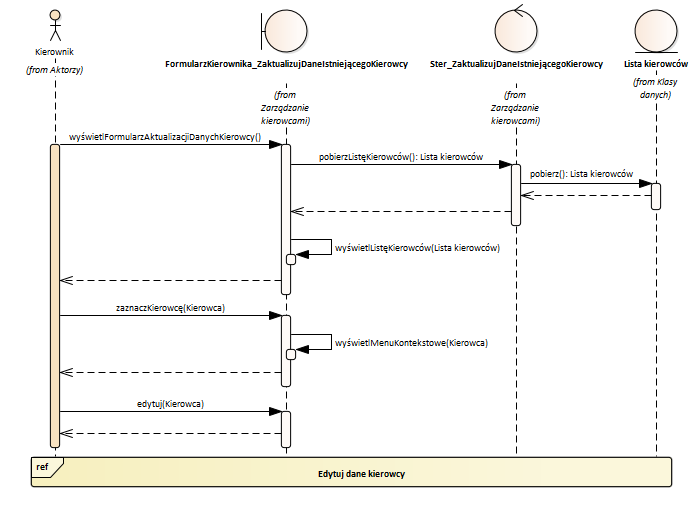 Kierownik
(from Aktorzy)
FormularzKierownika_ZaktualizujDaneIstniejącegoKierowcy
(from
Zarządzanie
kierowcami)
Ster_ZaktualizujDaneIstniejącegoKierowcy
(from
Zarządzanie
kierowcami)
Lista kierowców
(from Klasy
danych)
wyświetlFormularzAktualizacjiDanychKierowcy()
pobierzListęKierowców(): Lista kierowców
pobierz(): Lista kierowców
wyświetlListęKierowców(Lista kierowców)
zaznaczKierowcę(Kierowca)
wyświetlMenuKontekstowe(Kierowca)
edytuj(Kierowca)
ref
Edytuj dane kierowcy